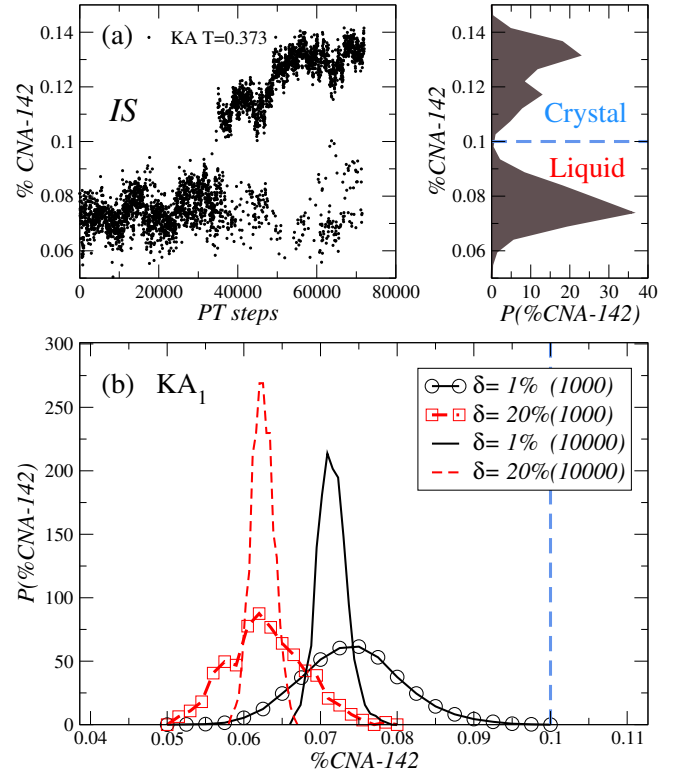 (a)
KA T=0.373
IS
% CNA-142
0.14
0.12
0.1
0.08
0.06
0
20000
40000
60000
80000
PT steps
%CNA-142
0.14
0.12
0.1
0.08
0.06
Crystal
Liquid
0
10
20
30
40
P(%CNA-142)
(b)
KA1
P(%CNA-142)
300
250
200
150
100
50
0
δ= 1% (1000)
δ= 20%(1000)
δ= 1% (10000)
δ= 20%(10000)
0.04
0.05
0.06
0.07
0.08
0.09
0.1
0.11
%CNA-142